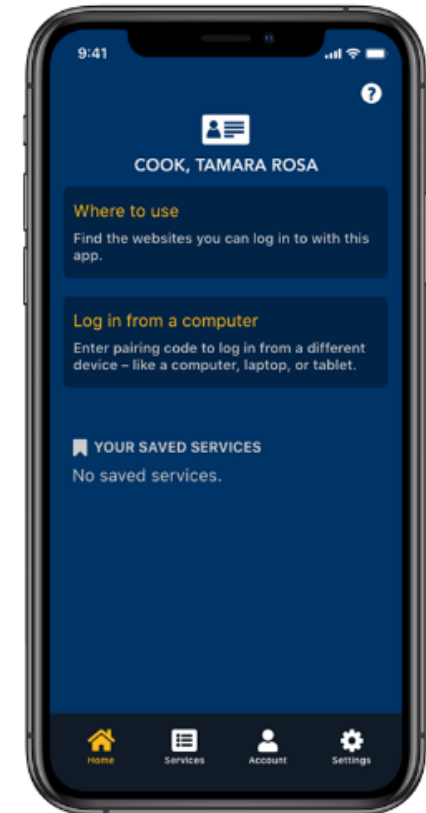 9:41
?
COOK, TAMARA ROSA
Where to use
Find the websites you can log in to with this
app.
Log in from a computer
Enter pairing code to log in from a different
device – like a computer, laptop, or tablet.
YOUR SAVED SERVICES
No saved services.
Home Services Account Settings